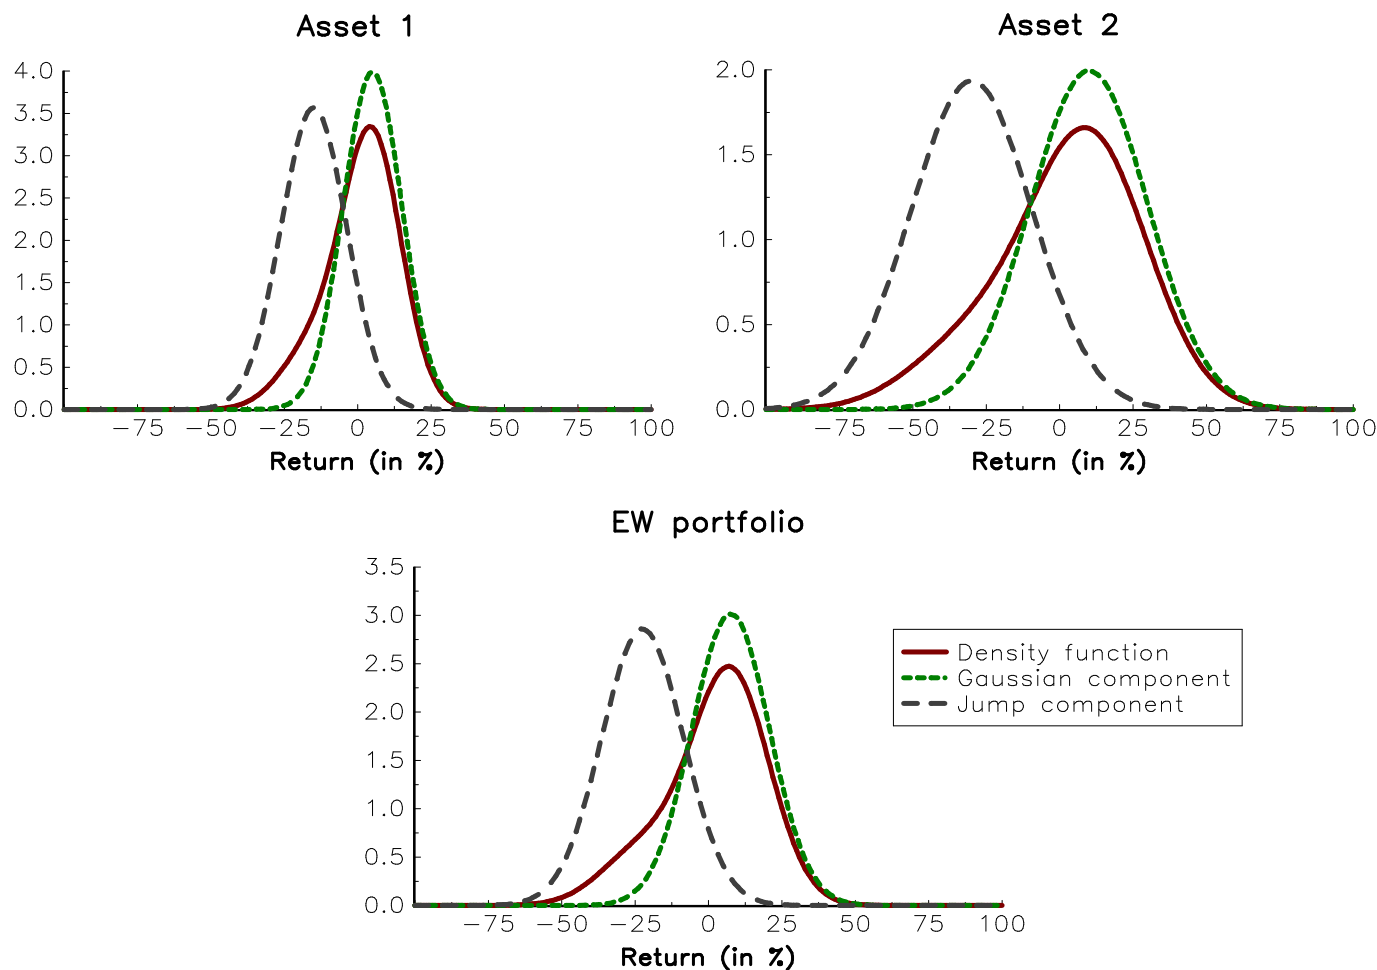 Asset 1
4.0
3.5
3.0
2.5
2.0
1.5
1.0
0.5
0.0
−75 −50 −25 0 25 50 75 100
Return (in %)
Asset 2
2.0
1.5
1.0
0.5
0.0
−75 −50 −25 0 25 50 75 100
Return (in %)
EW portfolio
3.5
3.0
2.5
2.0
1.5
1.0
0.5
0.0
−75 −50 −25 0 25 50 75 100
Return (in %)
Density function
Gaussian component
Jump component